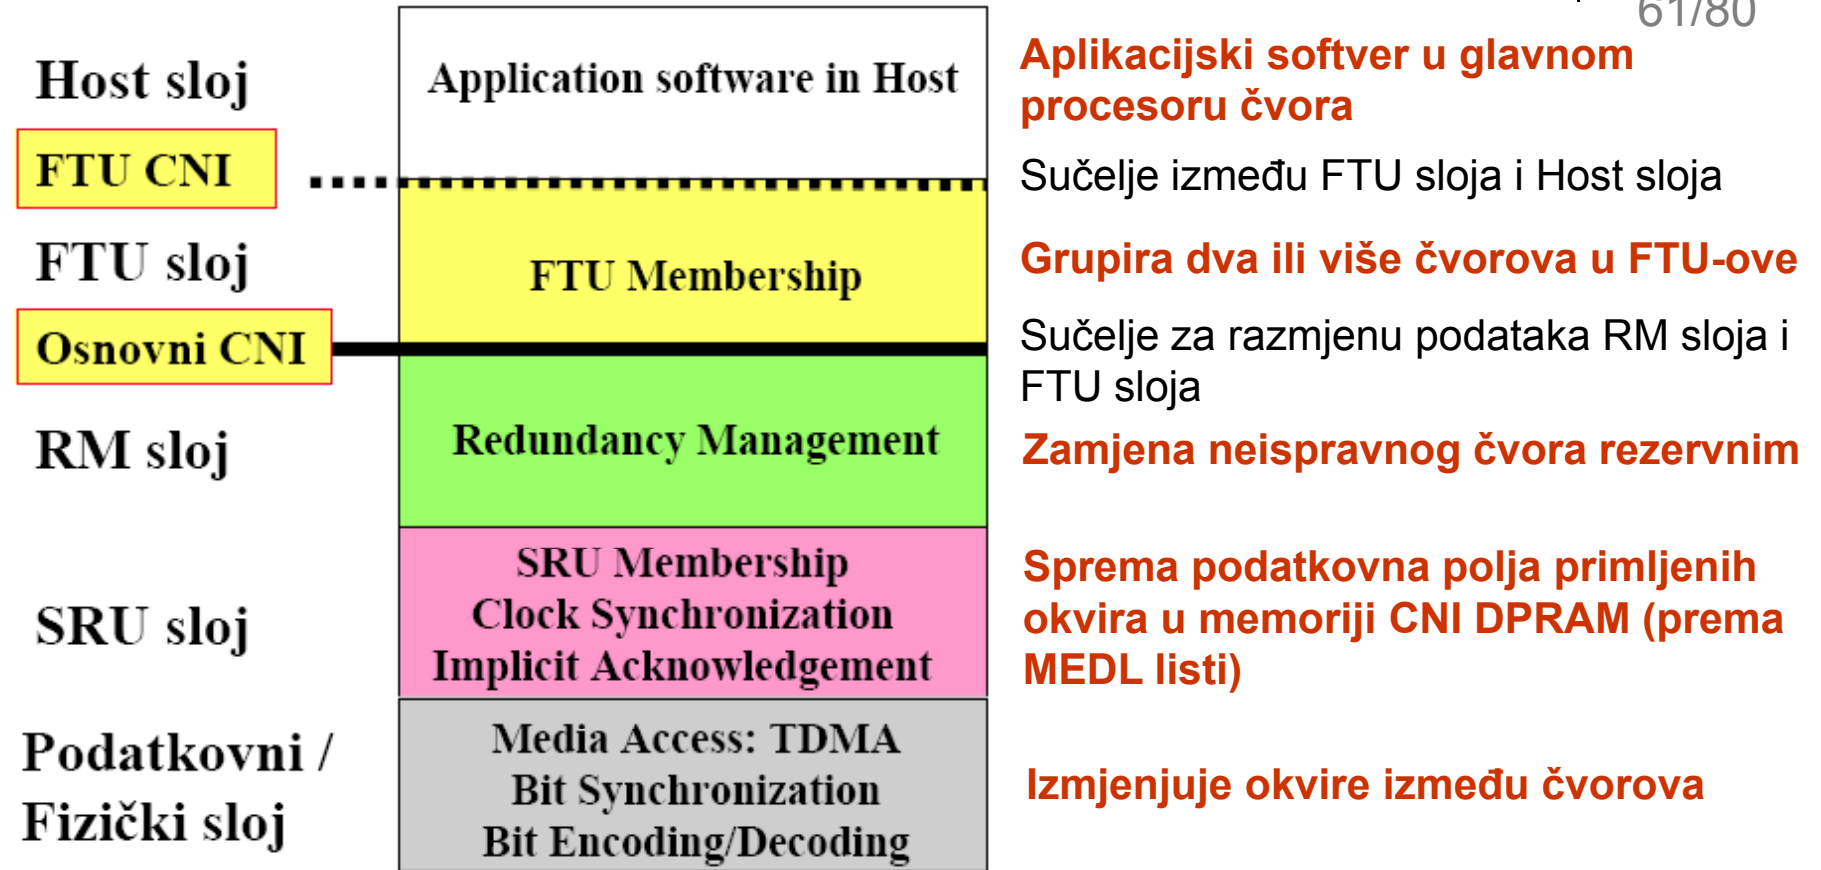 61/80
Host sloj
Application software in Host
Aplikacijski softver u glavnom
procesoru čvora
FTU CNI
Sučelje između FTU sloja i Host sloja
FTU sloj
FTU Membership
Grupira dva ili više čvorova u FTU-ove
Osnovni CNI
Sučelje za razmjenu podataka RM sloja i
FTU sloja
RM sloj
Redundancy Management
Zamjena neispravnog čvora rezervnim
SRU sloj
SRU Membership
Clock Synchronization
Implicit Acknowledgement
Sprema podatkovna polja primljenih
okvira u memoriji CNI DPRAM (prema
MEDL listi)
Podatkovni /
Fizički sloj
Media Access: TDMA
Bit Synchronization
Bit Encoding/Decoding
Izmjenjuje okvire između čvorova